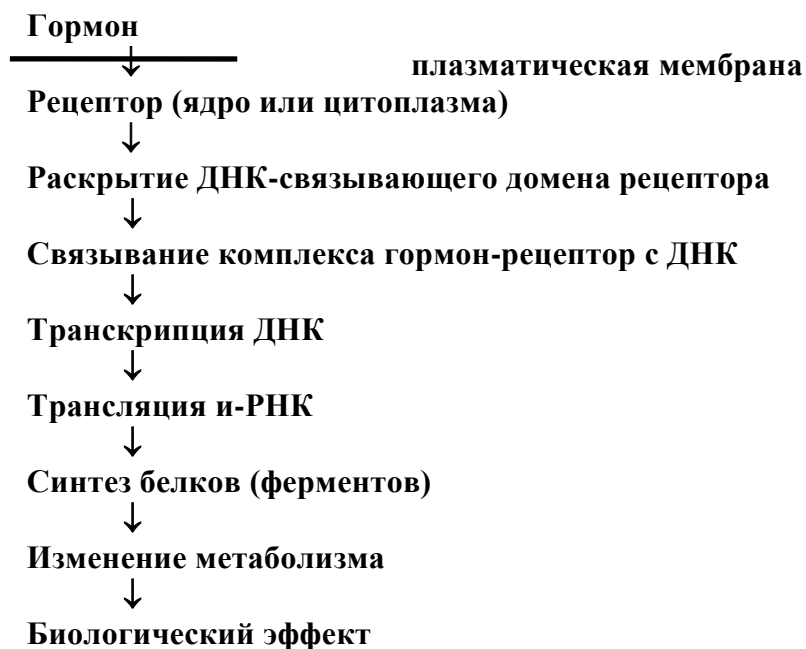 Гормон
плазматическая мембрана
Рецептор (ядро или цитоплазма)
Раскрытие ДНК-связывающего домена рецептора
Связывание комплекса гормон-рецептор с ДНК
Транскрипция ДНК
Трансляция и-РНК
Синтез белков (ферментов)
Изменение метаболизма
Биологический эффект